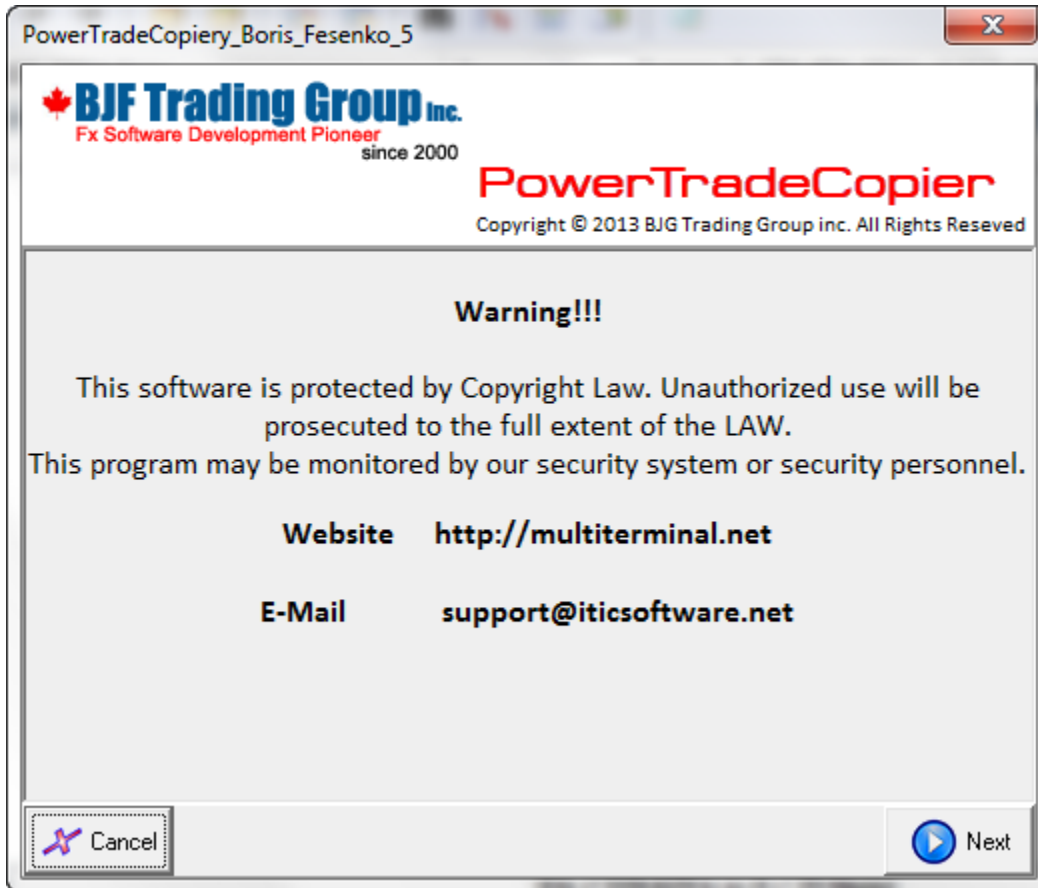 PowerTradeCopiery_Boris_Fesenko_5
BJF Trading Group Inc.
Fx Software Development Pioneer
since 2000
PowerTradeCopier
Copyright © 2013 BJG Trading Group inc. All Rights Reseved
Warning!!!
This software is protected by Copyright Law. Unauthorized use will be
prosecuted to the full extent of the LAW.
This program may be monitored by our security system or security personnel.
Website http://multiterminal.net
E-Mail support@iticsoftware.net
Cancel Next